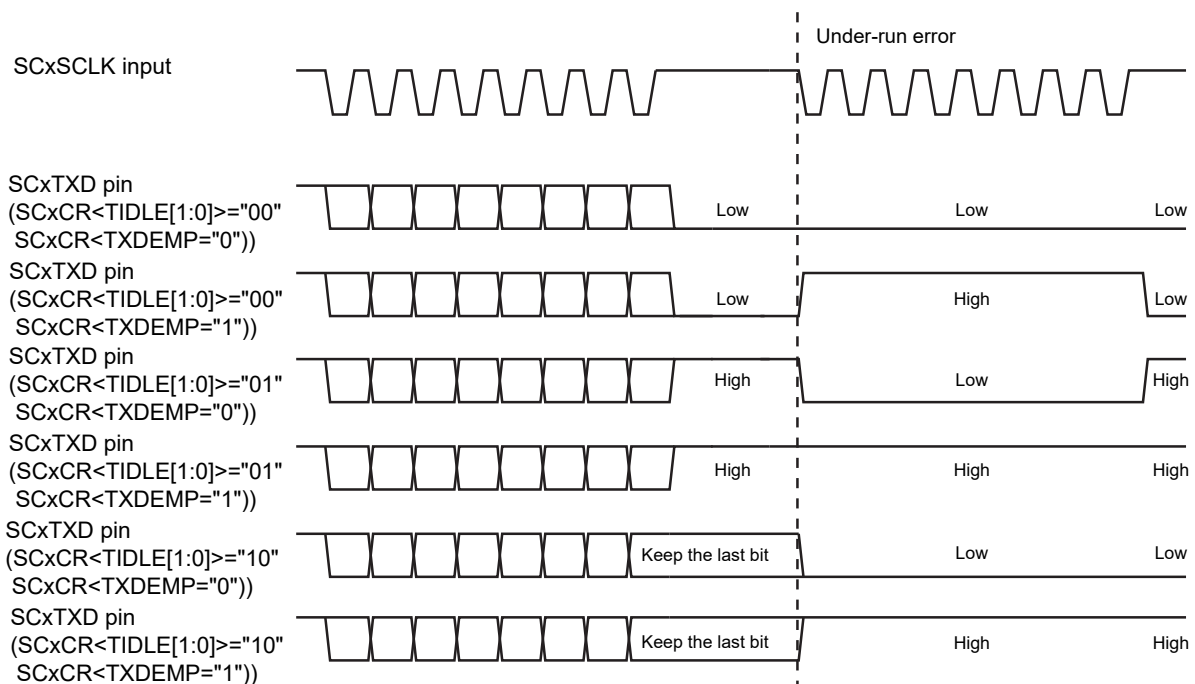 Under-run error
SCxSCLK input
SCxTXD pin
(SCxCR<TIDLE[1:0]>="00"
SCxCR<TXDEMP="0"))
Low Low Low
SCxTXD pin
(SCxCR<TIDLE[1:0]>="00"
SCxCR<TXDEMP="1"))
Low High Low
SCxTXD pin
(SCxCR<TIDLE[1:0]>="01"
SCxCR<TXDEMP="0"))
High Low High
SCxTXD pin
(SCxCR<TIDLE[1:0]>="01"
SCxCR<TXDEMP="1"))
High High High
SCxTXD pin
(SCxCR<TIDLE[1:0]>="10"
SCxCR<TXDEMP="0"))
Keep the last bit Low Low
SCxTXD pin
(SCxCR<TIDLE[1:0]>="10"
SCxCR<TXDEMP="1"))
Keep the last bit High High